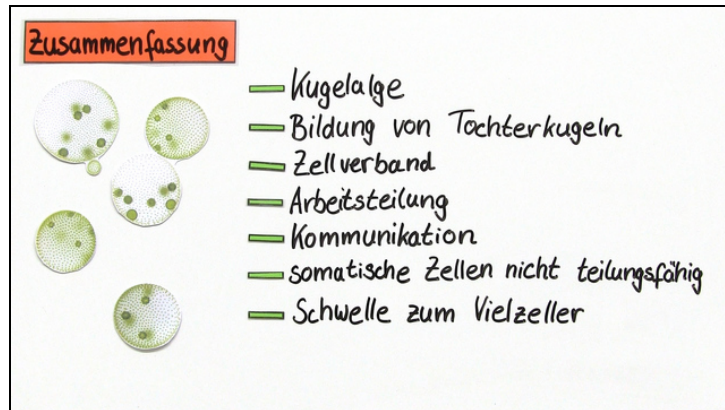 Zusammenfassung
Kugelalge
Bildung von Tochterkugeln
Zellverband
Arbeitsteilung
Kommunikation
somatische Zellen nicht teilungsfähig
Schwelle zum Vielzeller